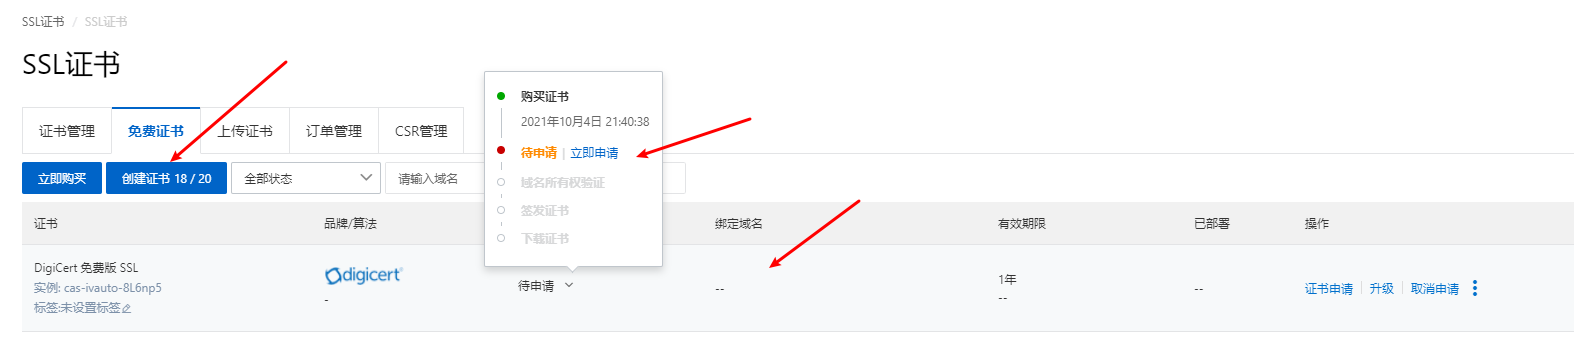 SSL证书 / SSL证书
SSL证书
证书管理 免费证书 上传证书 订单管理 CSR管理
立即购买 创建证书 18 / 20 全部状态 请输入域名
购买证书
2021年10月4日 21:40:38
待申请 | 立即申请
域名所有权验证
签发证书
下载证书
证书 品牌/算法 绑定域名 有效期限 已部署 操作
DigiCert 免费版 SSL
实例: cas-ivauto-8L6np5
标签:未设置标签
digicert®
-
待申请
--
1年
--
--
证书申请 | 升级 | 取消申请